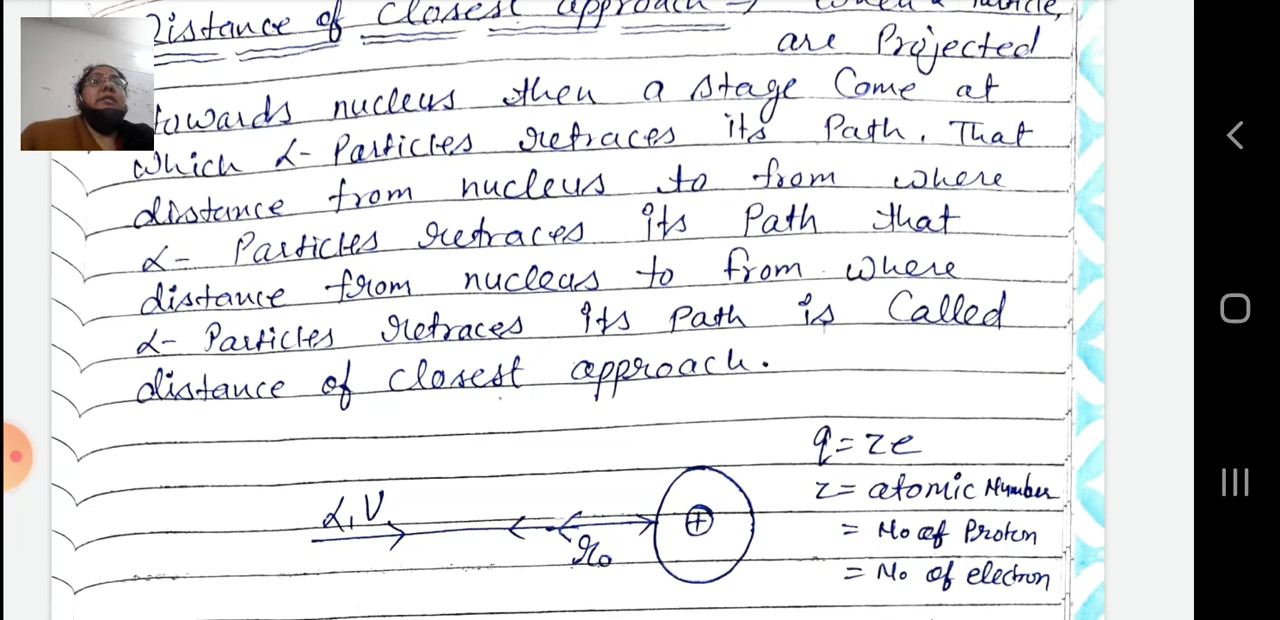 Distance of Closest approach → When α Particle,
are Projected
towards nucleus then a stage Come at
which α- Particles retraces its Path. That
distance from nucleus to from where
α- Particles retraces its Path that
distance from nucleus to from where
α- Particles retraces its Path is Called
distance of closest approach.
q = ze
z = atomic Number
= No of Proton
= No of electron
α, V
r₀
+